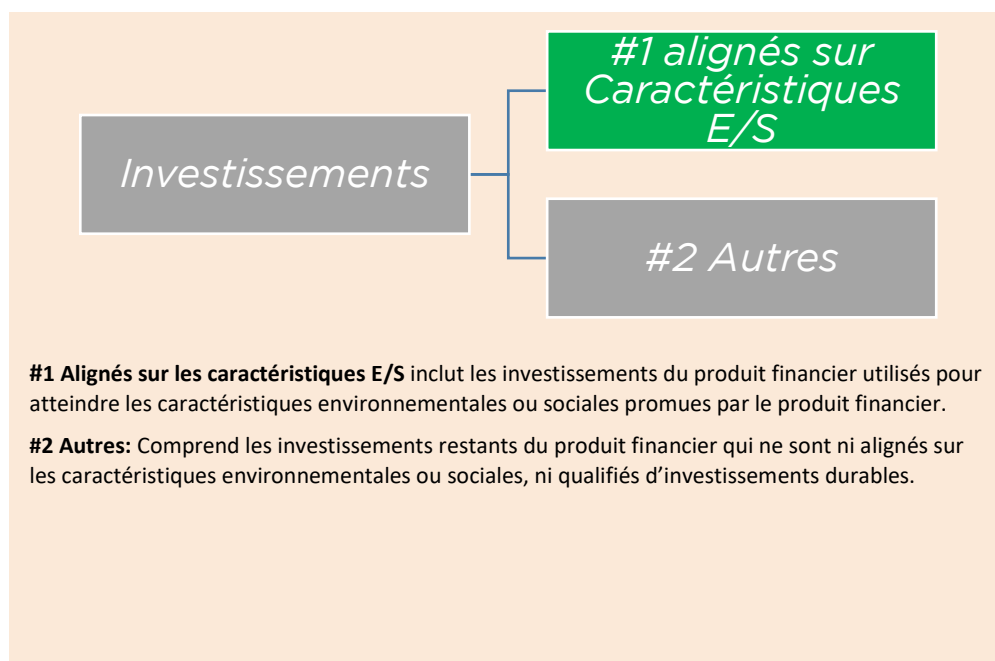 #1 alignés sur
Caractéristiques
E/S
Investissements
#2 Autres
#1 Alignés sur les caractéristiques E/S inclut les investissements du produit financier utilisés pour
atteindre les caractéristiques environnementales ou sociales promues par le produit financier.
#2 Autres: Comprend les investissements restants du produit financier qui ne sont ni alignés sur
les caractéristiques environnementales ou sociales, ni qualifiés d’investissements durables.